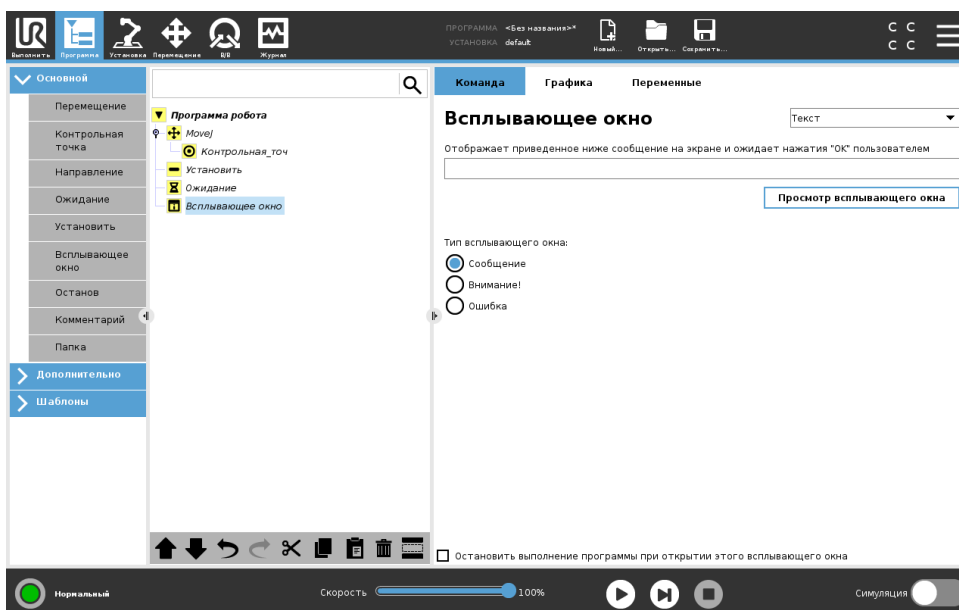 ПРОГРАММА <Без названия>*
УСТАНОВКА default
C C
C C
Выполнить Программа Установка Перемещение В/В Журнал
Новый... Открыть... Сохранить...
Основной
Перемещение
Контрольная
точка
Направление
Ожидание
Установить
Всплывающее
окно
Останов
Комментарий
Папка
Дополнительно
Шаблоны
Программа робота
MoveJ
Контрольная_точ
Установить
Ожидание
Всплывающее окно
Команда Графика Переменные
Всплывающее окно
Текст
Отображает приведенное ниже сообщение на экране и ожидает нажатия "OK" пользователем
Просмотр всплывающего окна
Тип всплывающего окна:
Сообщение
Внимание!
Ошибка
Остановить выполнение программы при открытии этого всплывающего окна
Нормальный
Скорость 100%
Симуляция